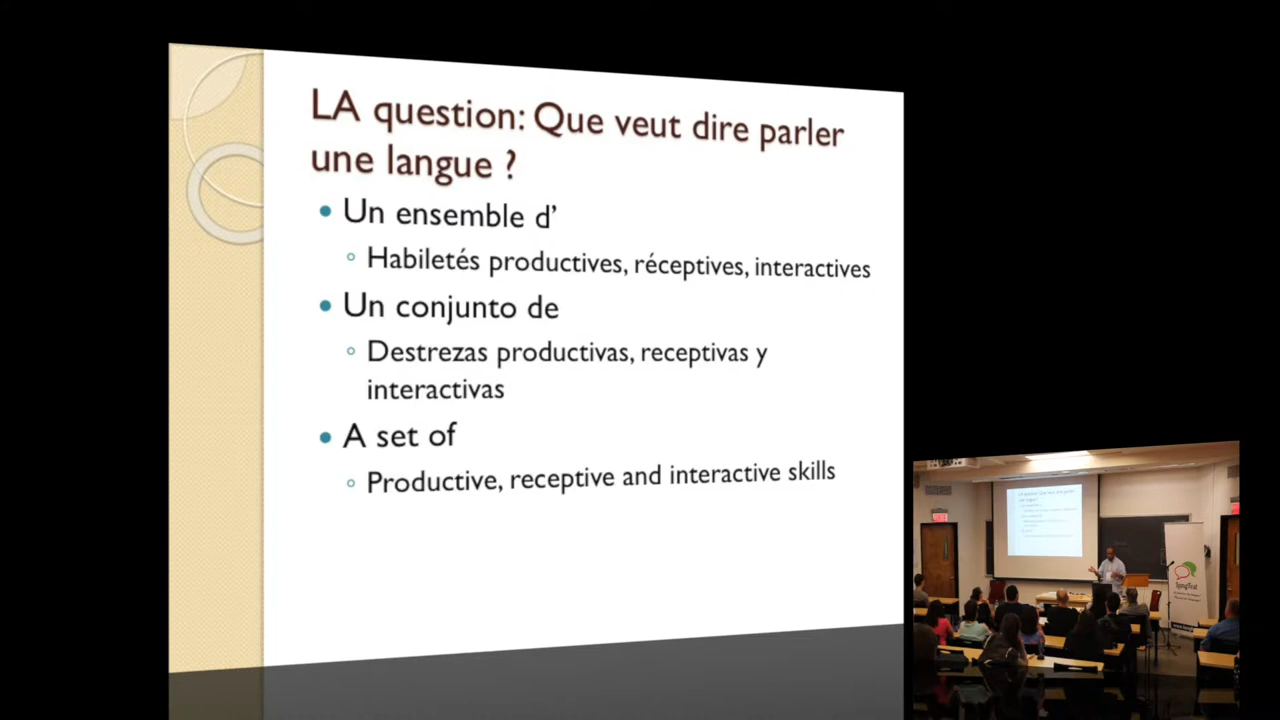 LA question: Que veut dire parler
une langue ?
Un ensemble d’
Habiletés productives, réceptives, interactives
Un conjunto de
Destrezas productivas, receptivas y
interactivas
A set of
Productive, receptive and interactive skills